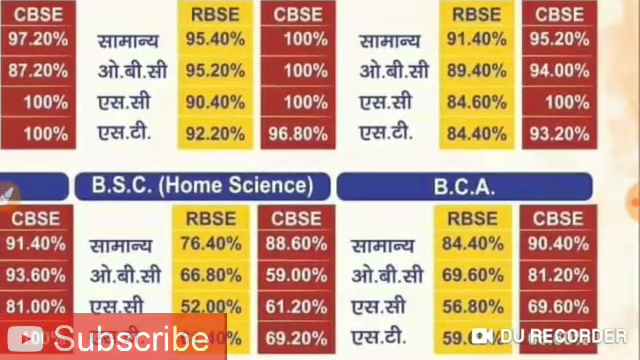 CBSE RBSE CBSE RBSE CBSE
97.20% सामान्य 95.40% 100% सामान्य 91.40% 95.20%
87.20% ओ.बी.सी 95.20% 100% ओ.बी.सी 89.40% 94.00%
100% एस.सी 90.40% 100% एस.सी 84.60% 100%
100% एस.टी. 92.20% 96.80% एस.टी. 84.40% 93.20%
B.S.C. (Home Science) B.C.A.
CBSE RBSE CBSE RBSE CBSE
91.40% सामान्य 76.40% 88.60% सामान्य 84.40% 90.40%
93.60% ओ.बी.सी 66.80% 59.00% ओ.बी.सी 69.60% 81.20%
81.00% एस.सी 52.00% 61.20% एस.सी 56.80% 69.60%
Subscribe 69.20% एस.टी. DU RECORDER